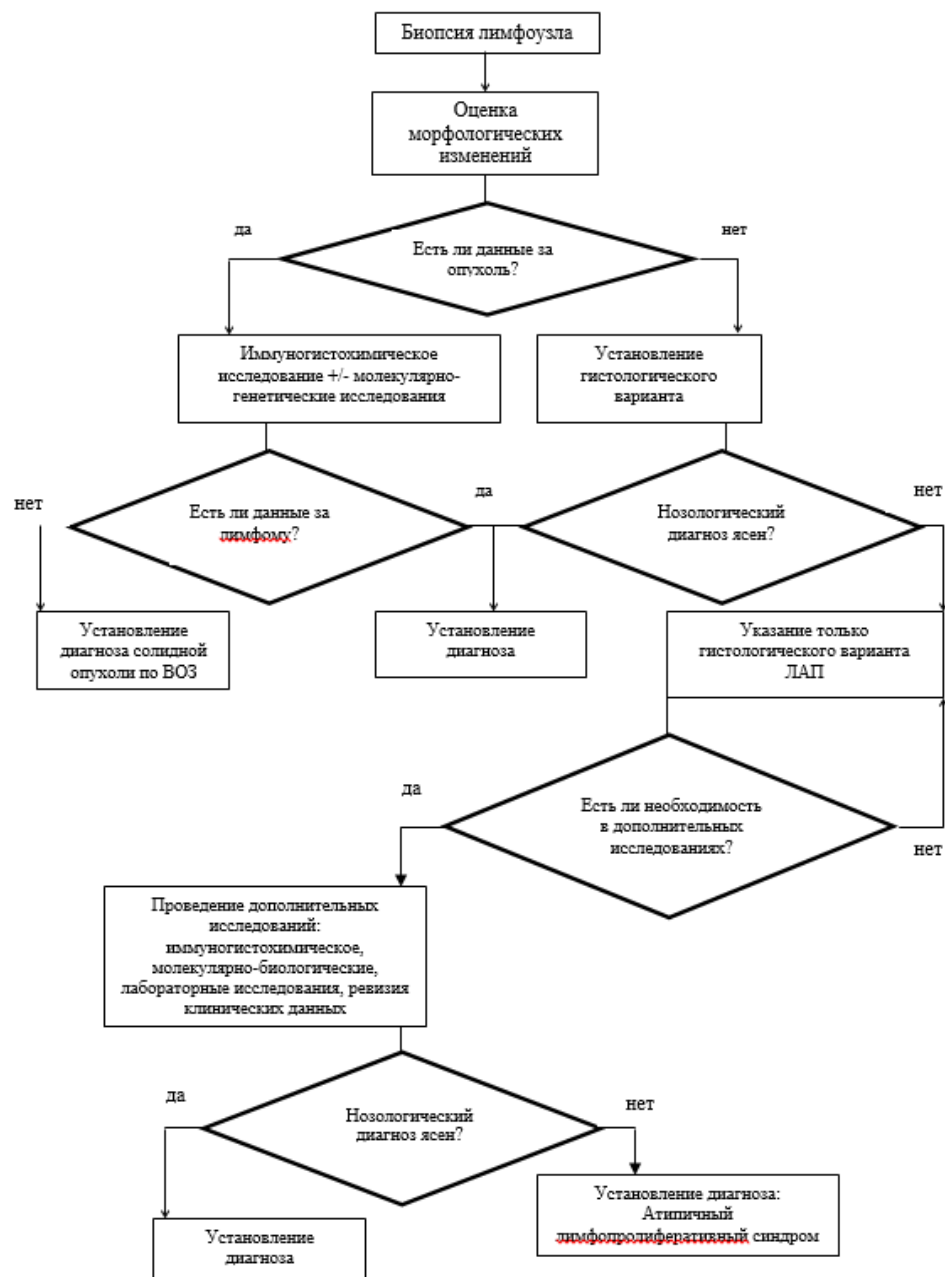 Биопсия лимфоузла
Оценка
морфологических
изменений
да
нет
Есть ли данные за
опухоль?
Иммуногистохимическое
исследование +/- молекулярно-
генетические исследования
Установление
гистологического
варианта
нет
Есть ли данные за
лимфому?
да
Нозологический
диагноз ясен?
нет
Установление
диагноза солидной
опухоли по ВОЗ
Установление
диагноза
Указание только
гистологического варианта
ЛАП
да
Есть ли необходимость
в дополнительных
исследованиях?
нет
Проведение дополнительных
исследований:
иммуногистохимическое,
молекулярно-биологические,
лабораторные исследования, ревизия
клинических данных
да
Нозологический
диагноз ясен?
нет
Установление
диагноза
Установление диагноза:
Атипичный
лимфопролиферативный синдром